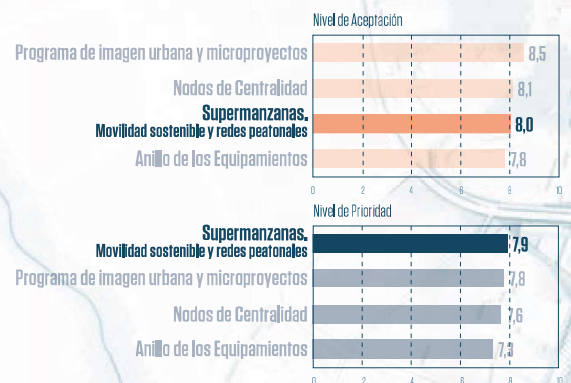 Nivel de Aceptación
Programa de imagen urbana y microproyectos 8,5
Nodos de Centralidad 8,1
Supermanzanas.
Movilidad sostenible y redes peatonales 8,0
Anillo de los Equipamientos 7,8
0 2 4 6 8 10
Nivel de Prioridad
Supermanzanas.
Movilidad sostenible y redes peatonales 7,9
Programa de imagen urbana y microproyectos 7,8
Nodos de Centralidad 7,6
Anillo de los Equipamientos 7,3
0 2 4 6 8 10